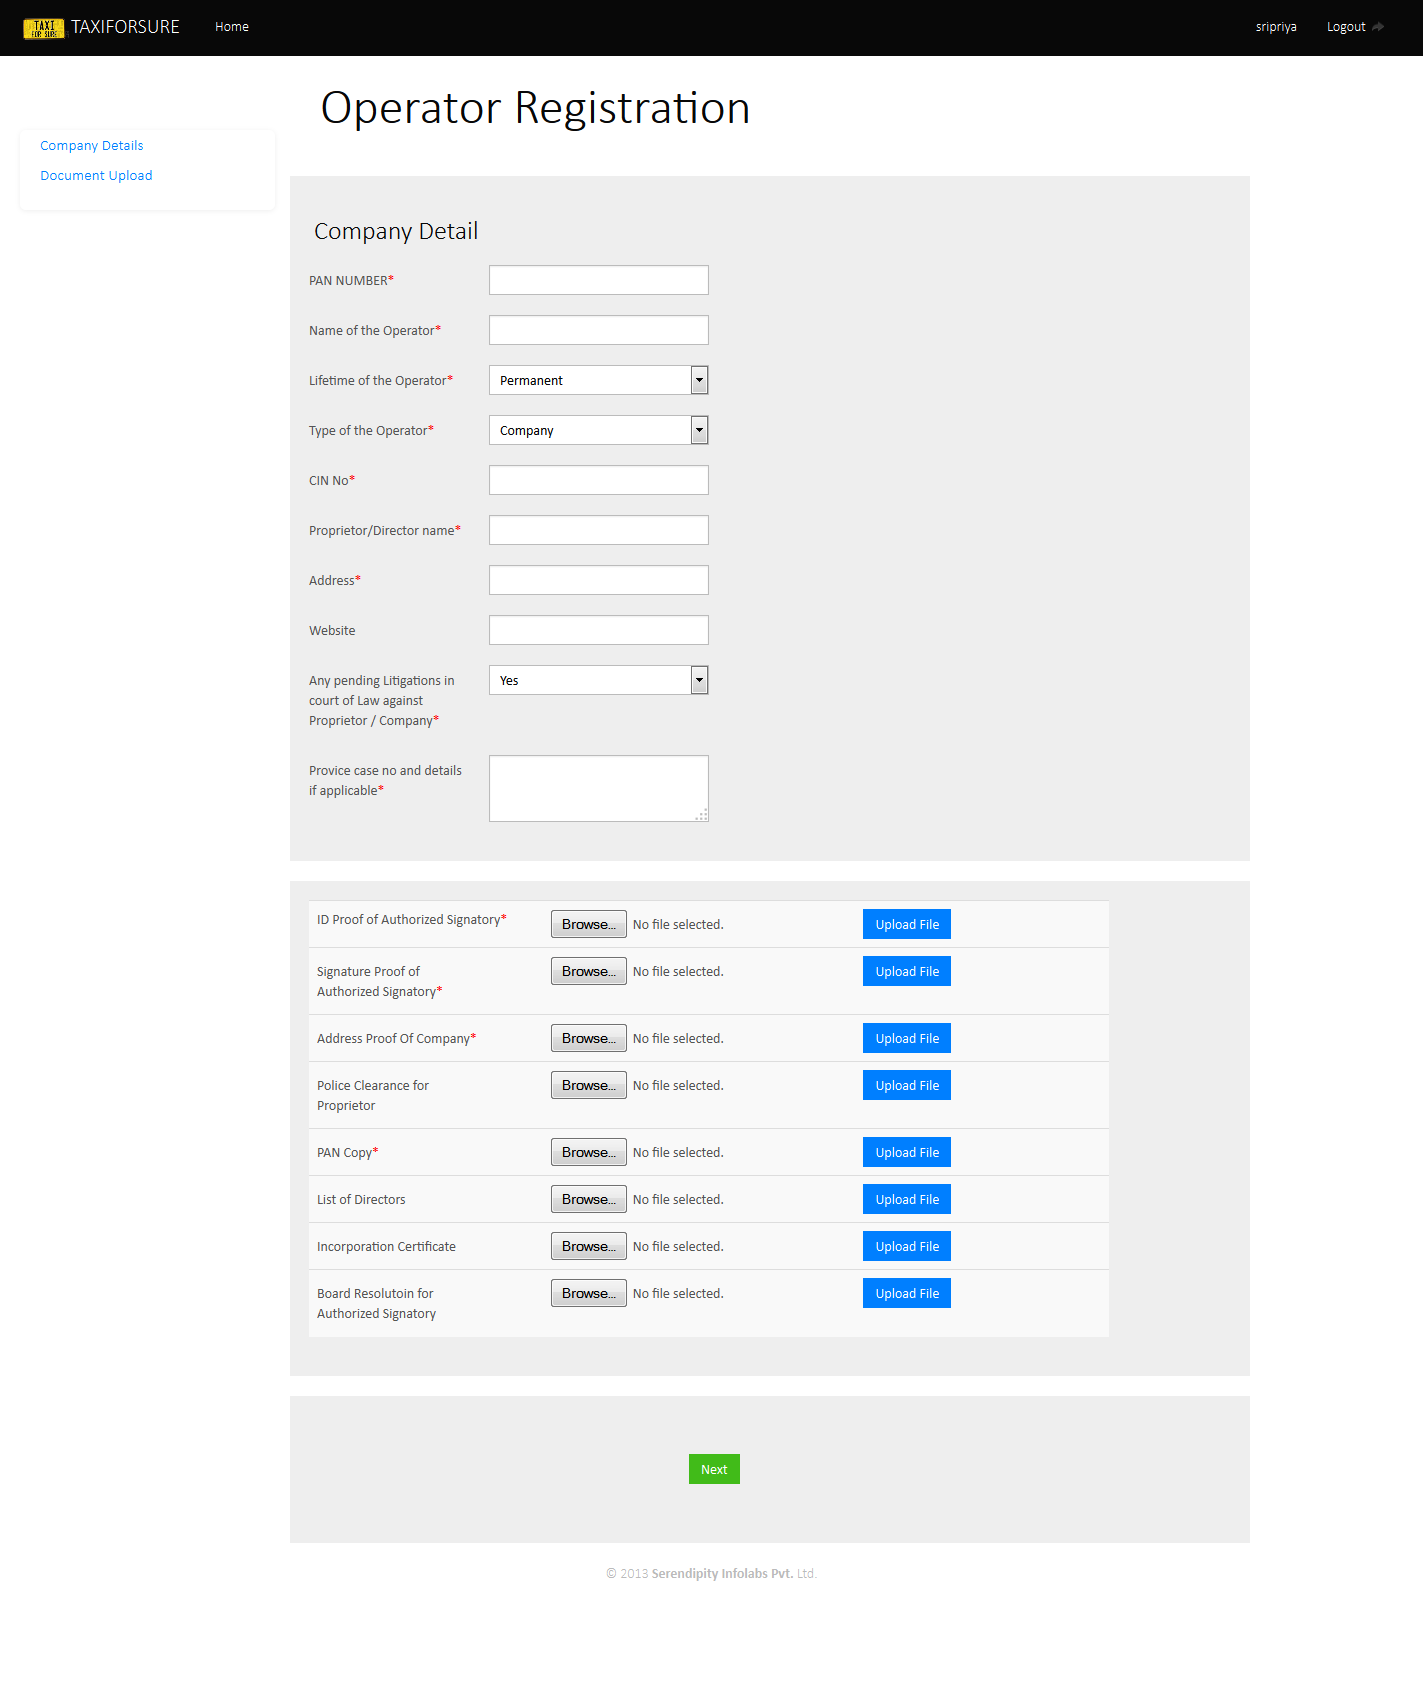 TAXI
FOR SURE
TAXIFORSURE Home sripriya Logout
Operator Registration
Company Details
Document Upload
Company Detail
PAN NUMBER*
Name of the Operator*
Lifetime of the Operator* Permanent
Type of the Operator* Company
CIN No*
Proprietor/Director name*
Address*
Website
Any pending Litigations in Yes
court of Law against
Proprietor / Company*
Provice case no and details
if applicable*
ID Proof of Authorized Signatory* Browse... No file selected. Upload File
Signature Proof of Browse... No file selected. Upload File
Authorized Signatory*
Address Proof Of Company* Browse... No file selected. Upload File
Police Clearance for Browse... No file selected. Upload File
Proprietor
PAN Copy* Browse... No file selected. Upload File
List of Directors Browse... No file selected. Upload File
Incorporation Certificate Browse... No file selected. Upload File
Board Resolutoin for Browse... No file selected. Upload File
Authorized Signatory
Next
© 2013 Serendipity Infolabs Pvt. Ltd.